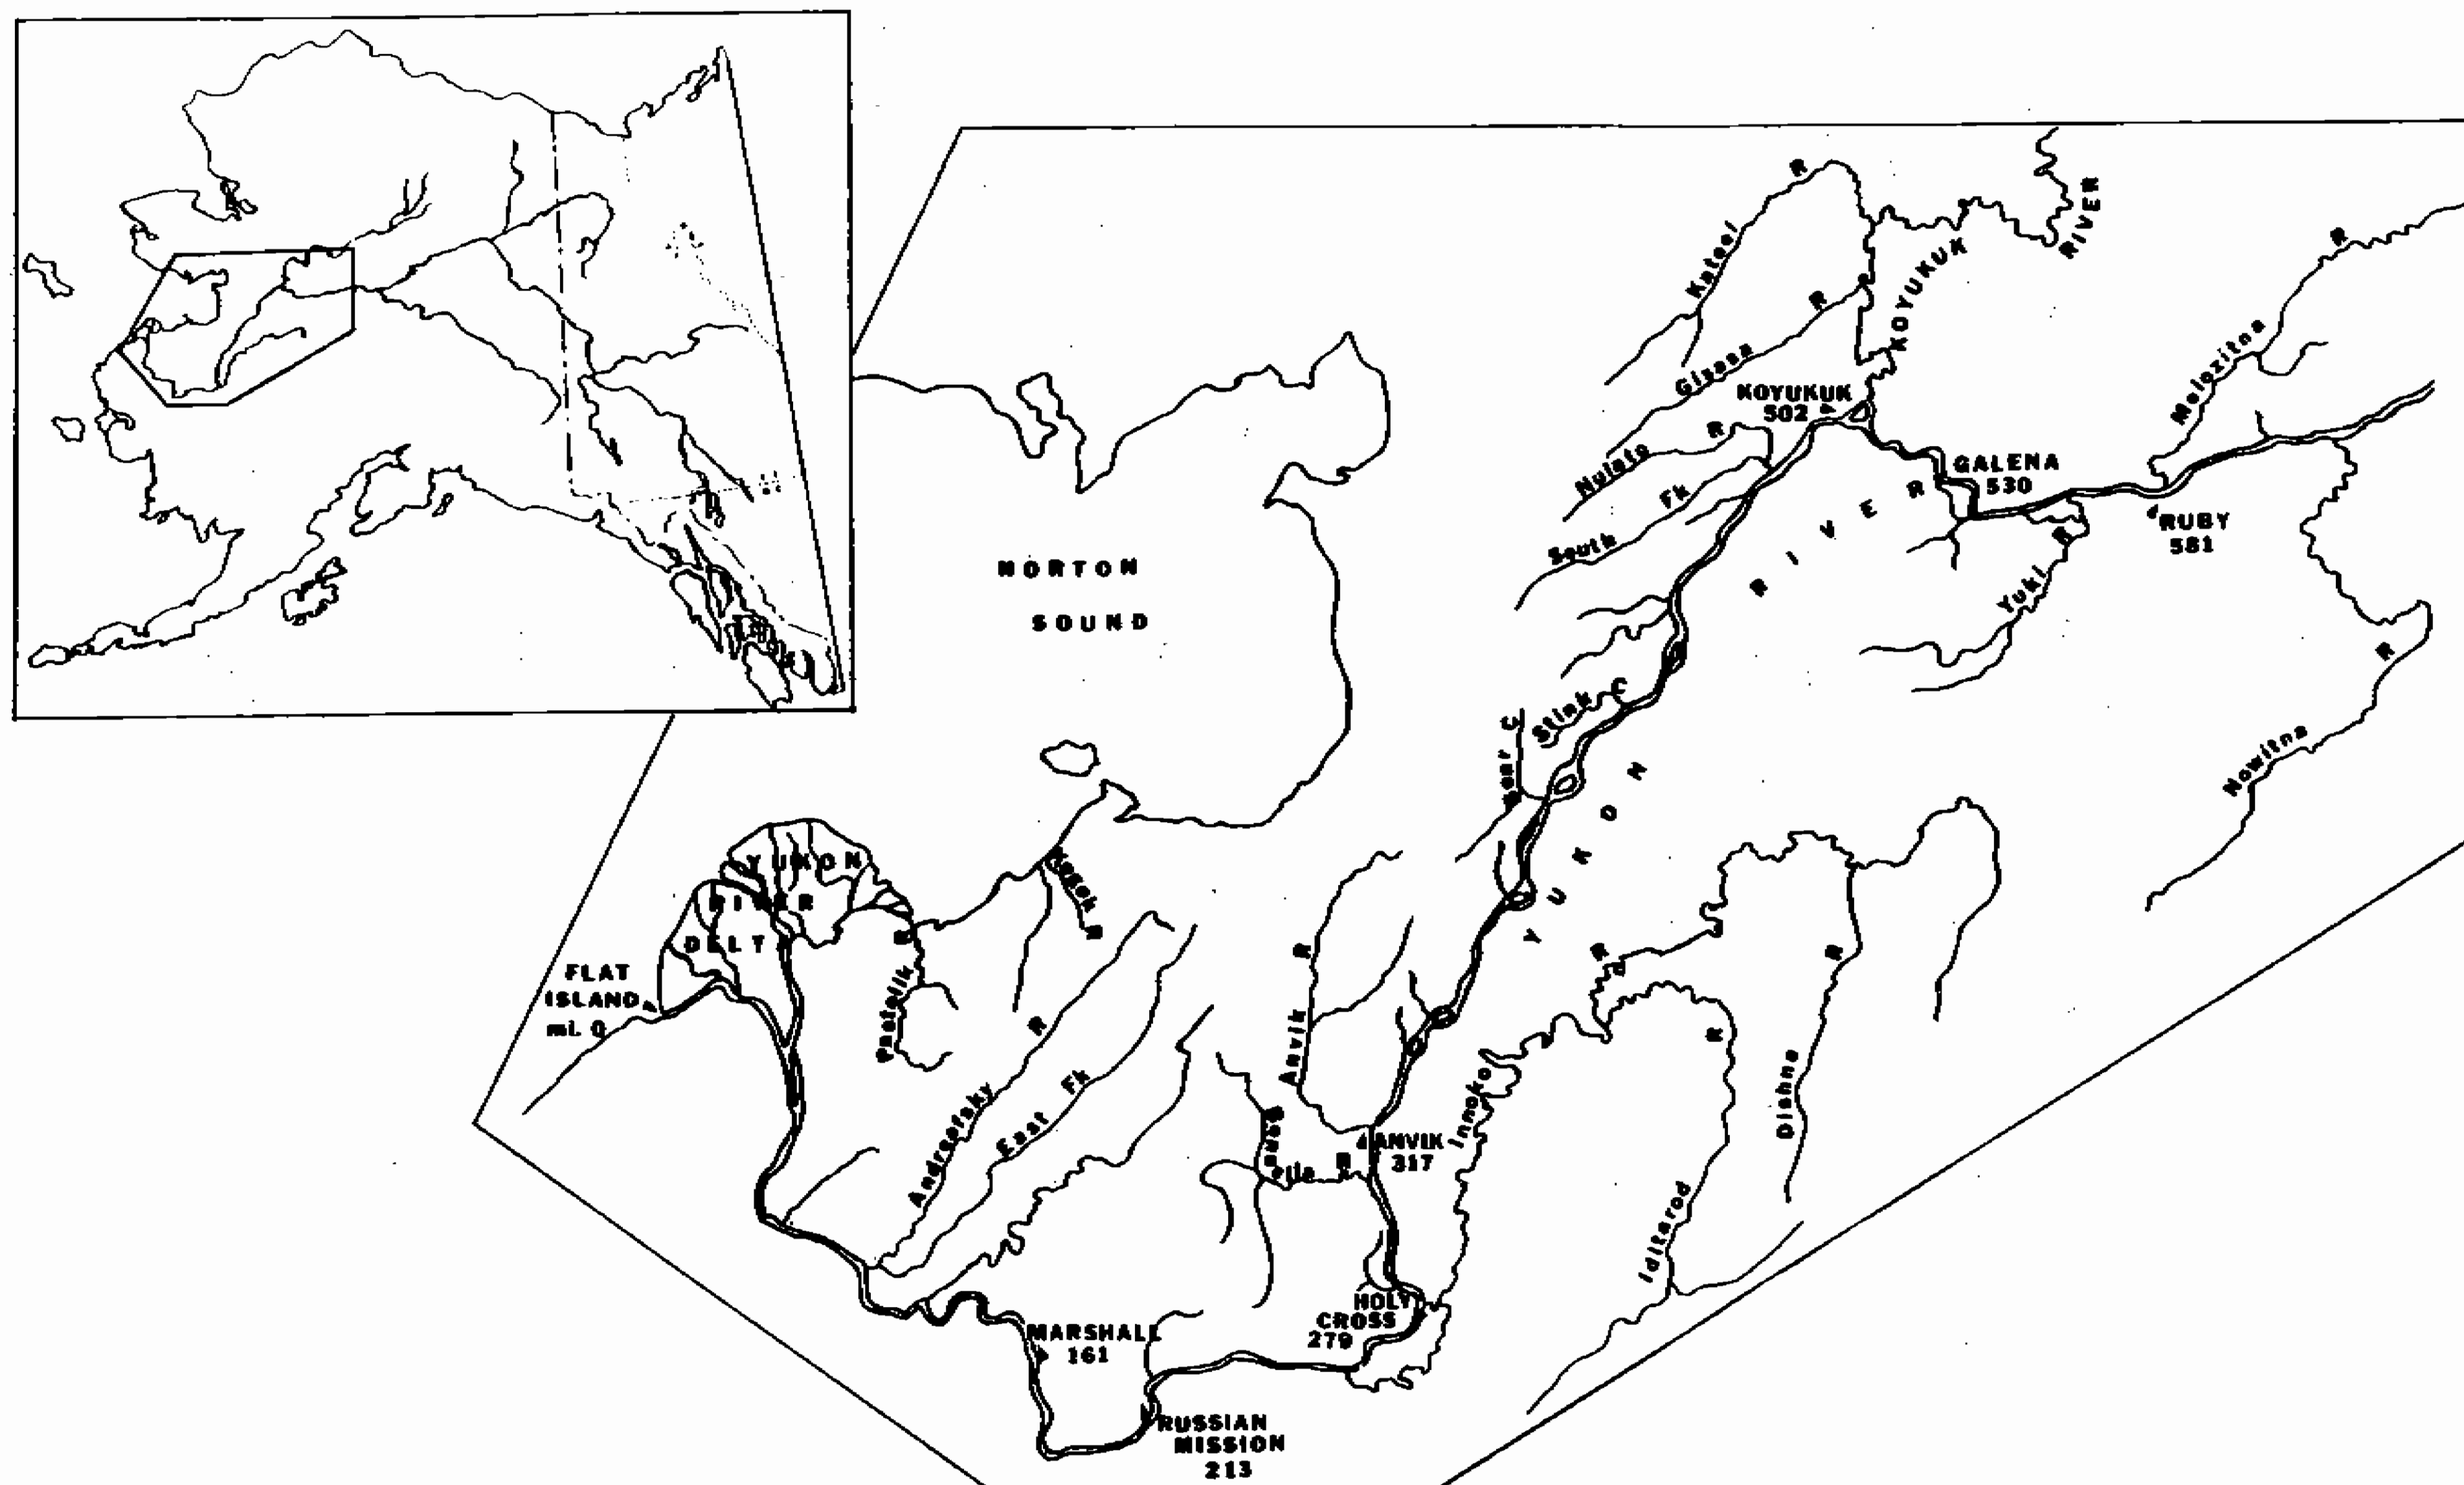 Kateel R
KOYUKUK RIVER
Gisasa R
Melozitna R
KOYUKUK
502
Nulato R
South Fk
GALENA
530
RUBY
581
Yuki R
Nowitna R
NORTON
SOUND
Stink C
Bear C
YUKON RIVER
YUKON
RIVER
DELTA
FLAT
ISLAND
mi. 0
Pastolik R
Kogok R
Andreafsky R
East Fk
Anvik R
ANVIK
317
Innoko R
Dishna R
Iditarod R
HOLY
CROSS
279
MARSHALL
161
RUSSIAN
MISSION
213